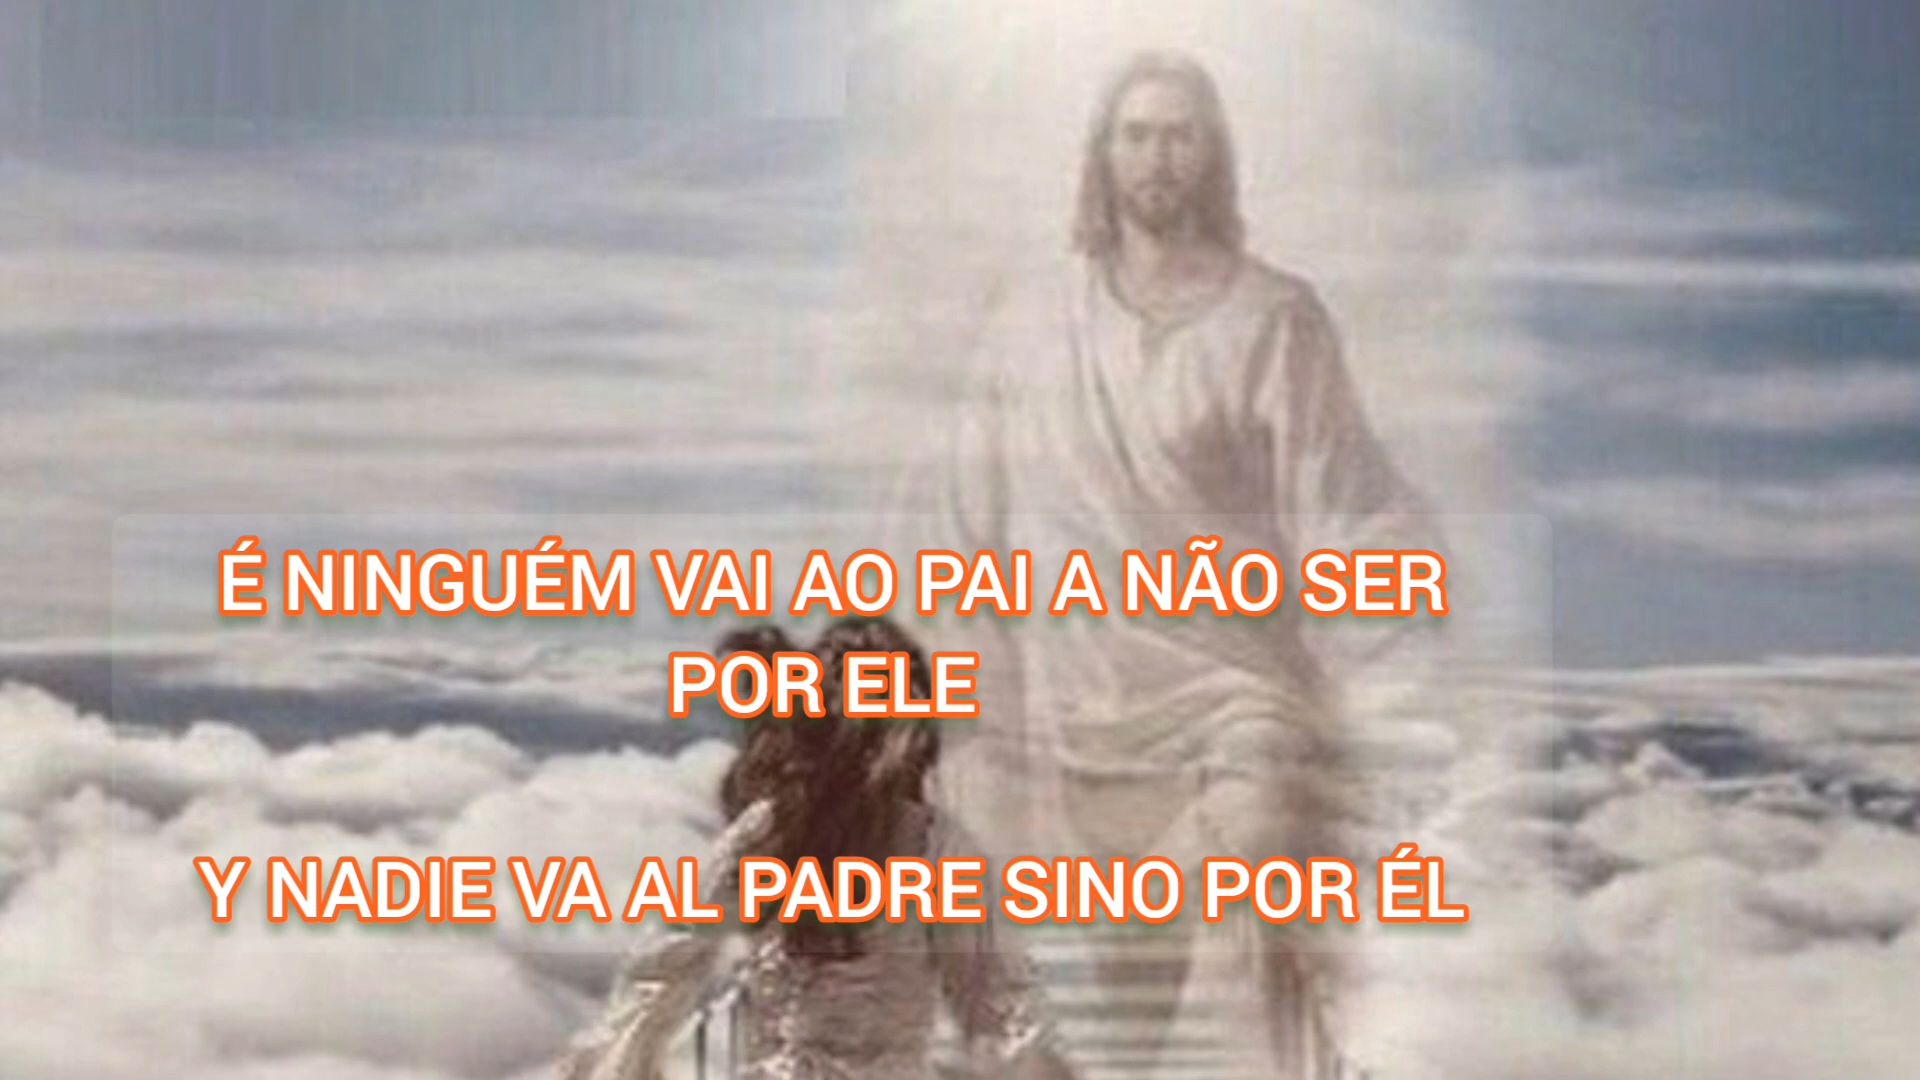 É NINGUÉM VAI AO PAI A NÃO SER
POR ELE
Y NADIE VA AL PADRE SINO POR ÉL